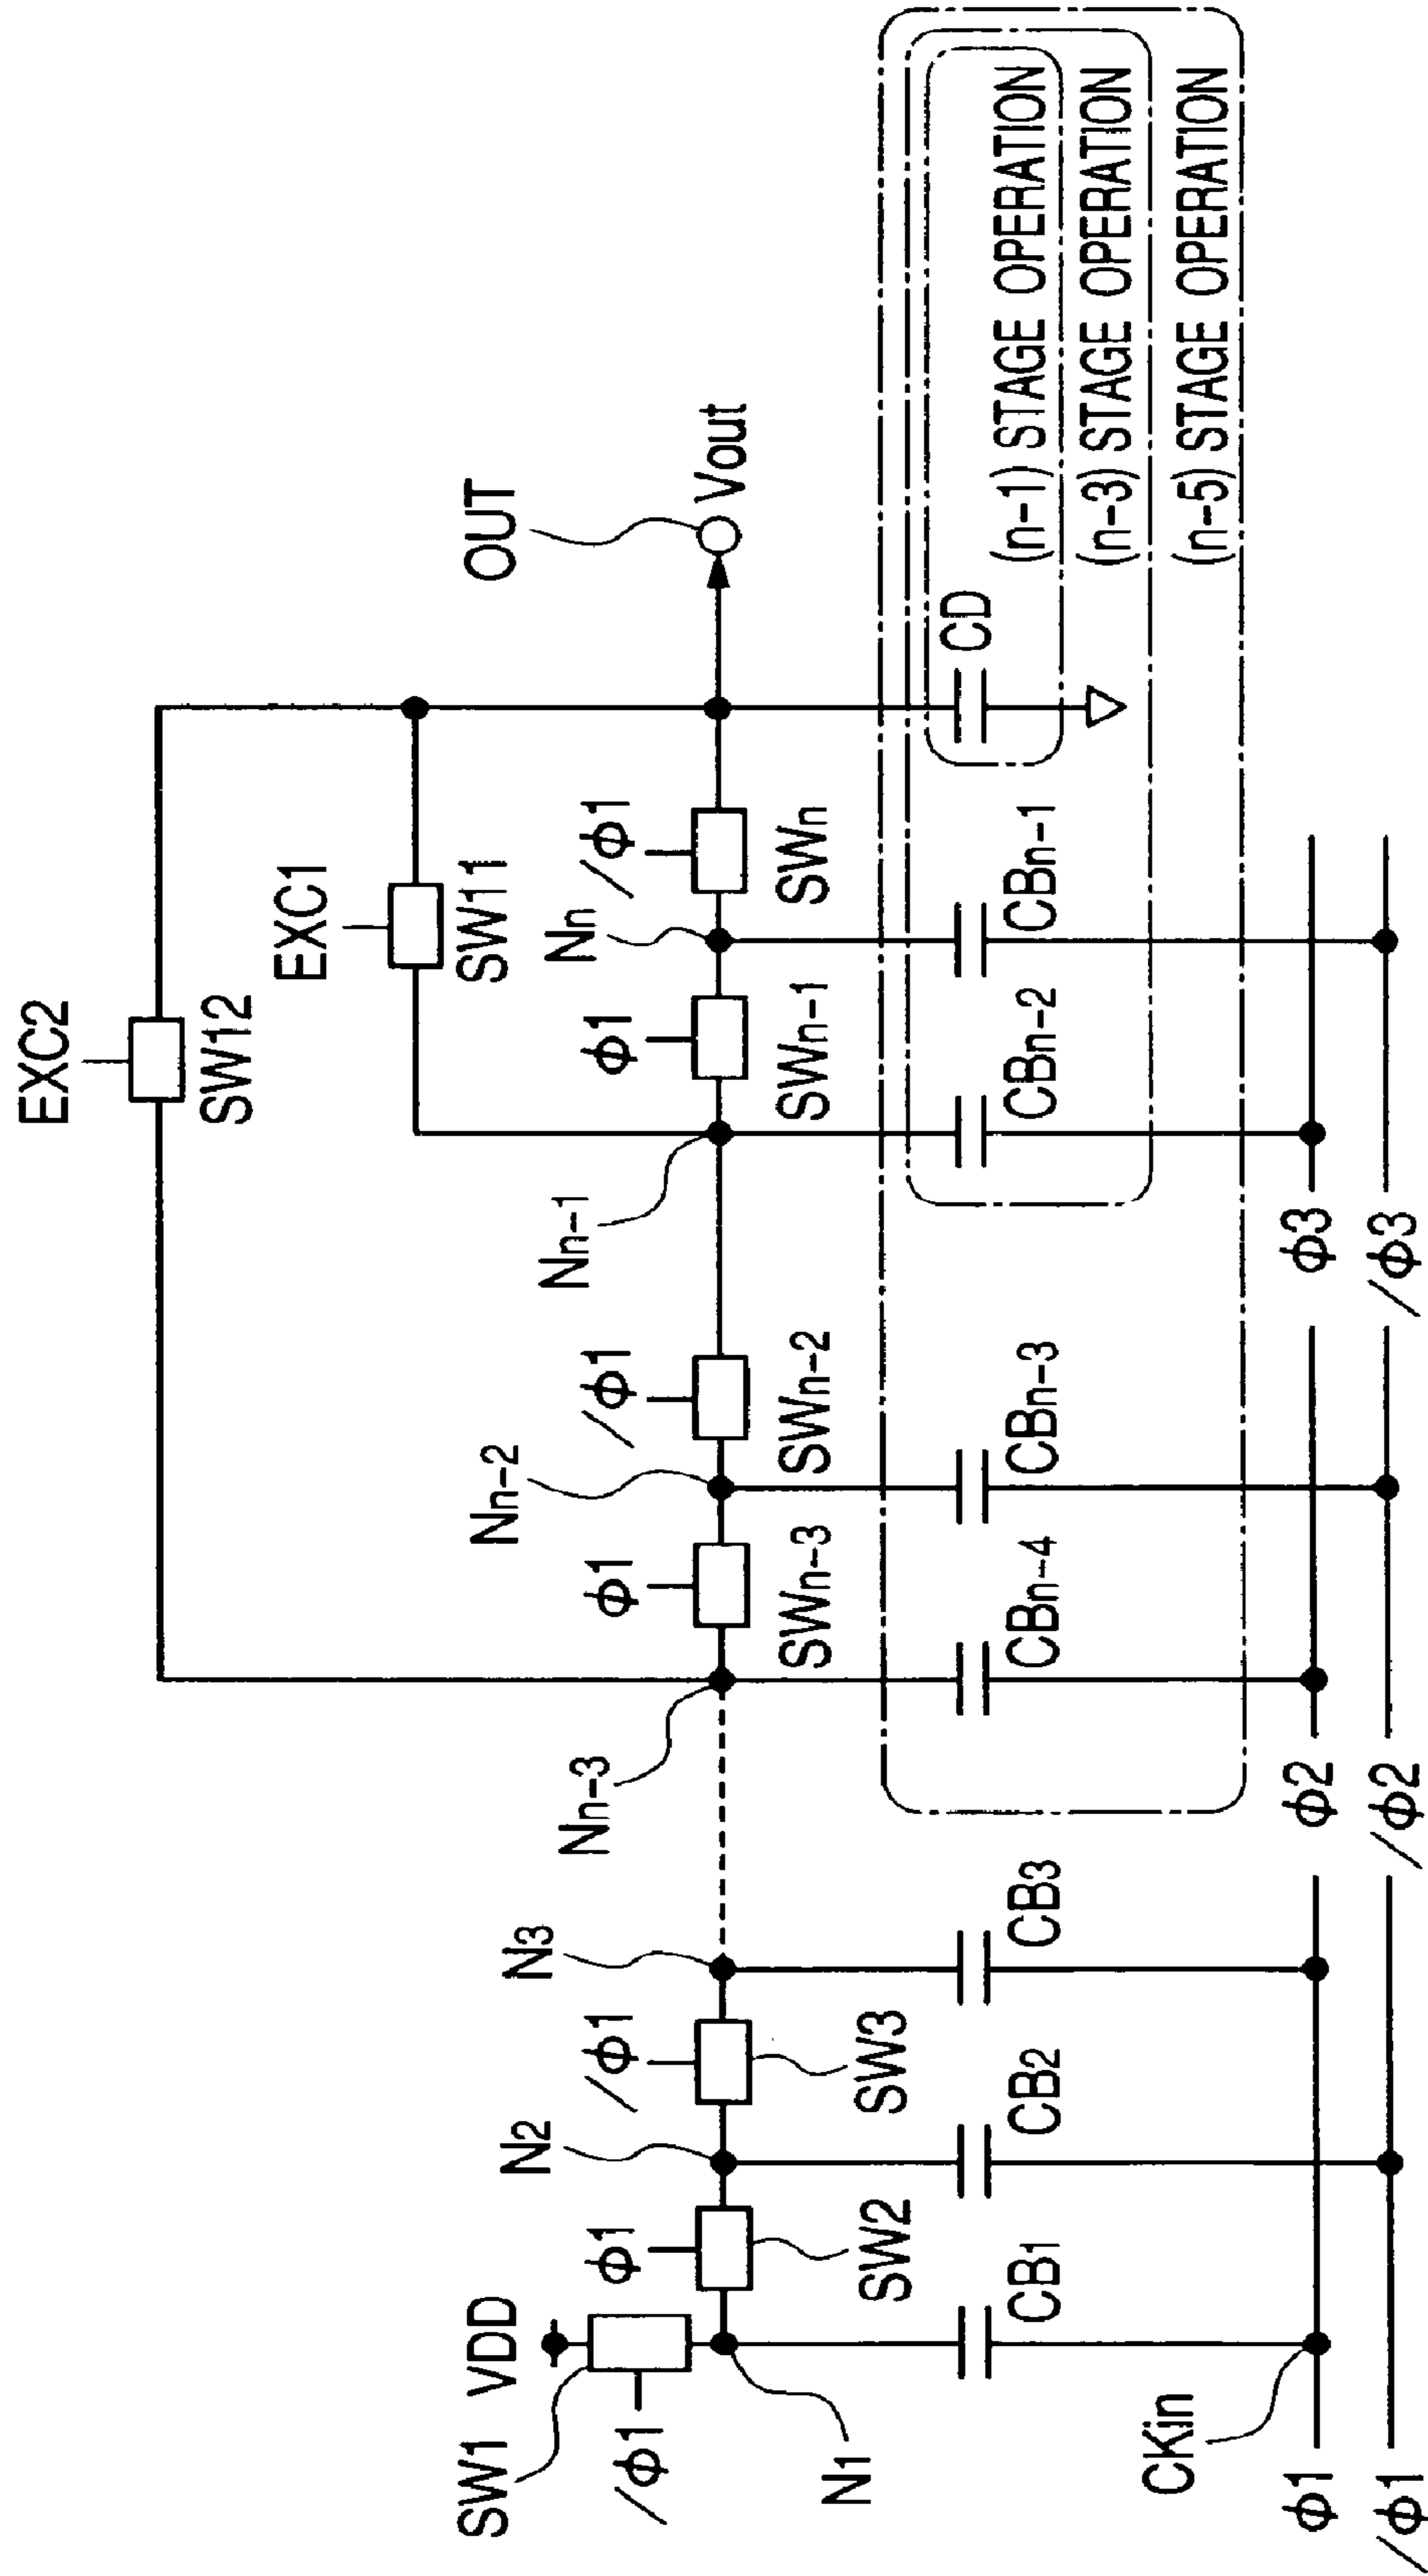 EXC2
SW12
EXC1
SW11
OUT
Vout
SW1 VDD
/ϕ1
ϕ1
/ϕ1
ϕ1
/ϕ1
ϕ1
/ϕ1
N1
N2
N3
Nn-3
Nn-2
Nn-1
Nn
SW2
SW3
SWn-3
SWn-2
SWn-1
SWn
CB1
CB2
CB3
CBn-4
CBn-3
CBn-2
CBn-1
CD
(n-1) STAGE OPERATION
(n-3) STAGE OPERATION
(n-5) STAGE OPERATION
CKin
ϕ1
ϕ2
ϕ3
/ϕ1
/ϕ2
/ϕ3